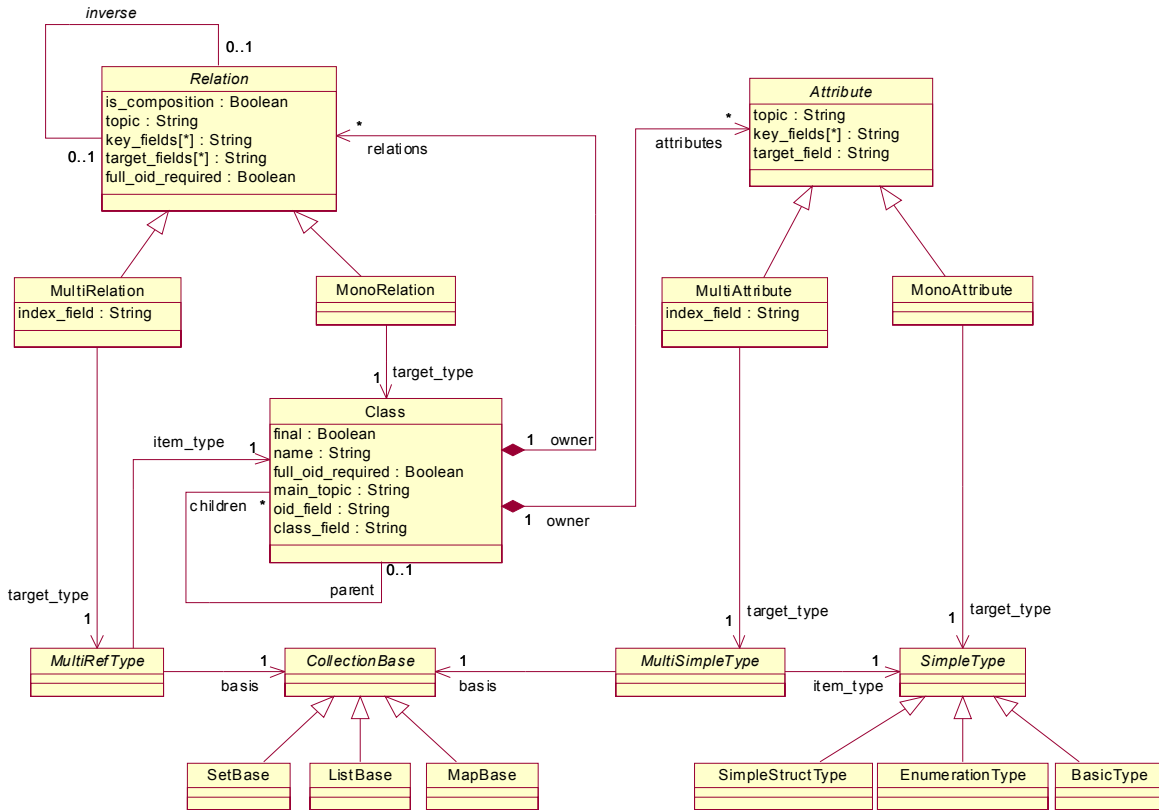 inverse
0..1
Relation
is_composition : Boolean
topic : String
key_fields[*] : String
target_fields[*] : String
full_oid_required : Boolean
0..1
*
relations
*
attributes
Attribute
topic : String
key_fields[*] : String
target_field : String
MultiRelation
index_field : String
MonoRelation
MultiAttribute
index_field : String
MonoAttribute
1
target_type
Class
final : Boolean
name : String
full_oid_required : Boolean
main_topic : String
oid_field : String
class_field : String
item_type
1
1
owner
1
owner
children
*
0..1
parent
target_type
1
target_type
1
target_type
1
MultiRefType
1
basis
CollectionBase
1
basis
MultiSimpleType
1
item_type
SimpleType
SetBase
ListBase
MapBase
SimpleStructType
EnumerationType
BasicType